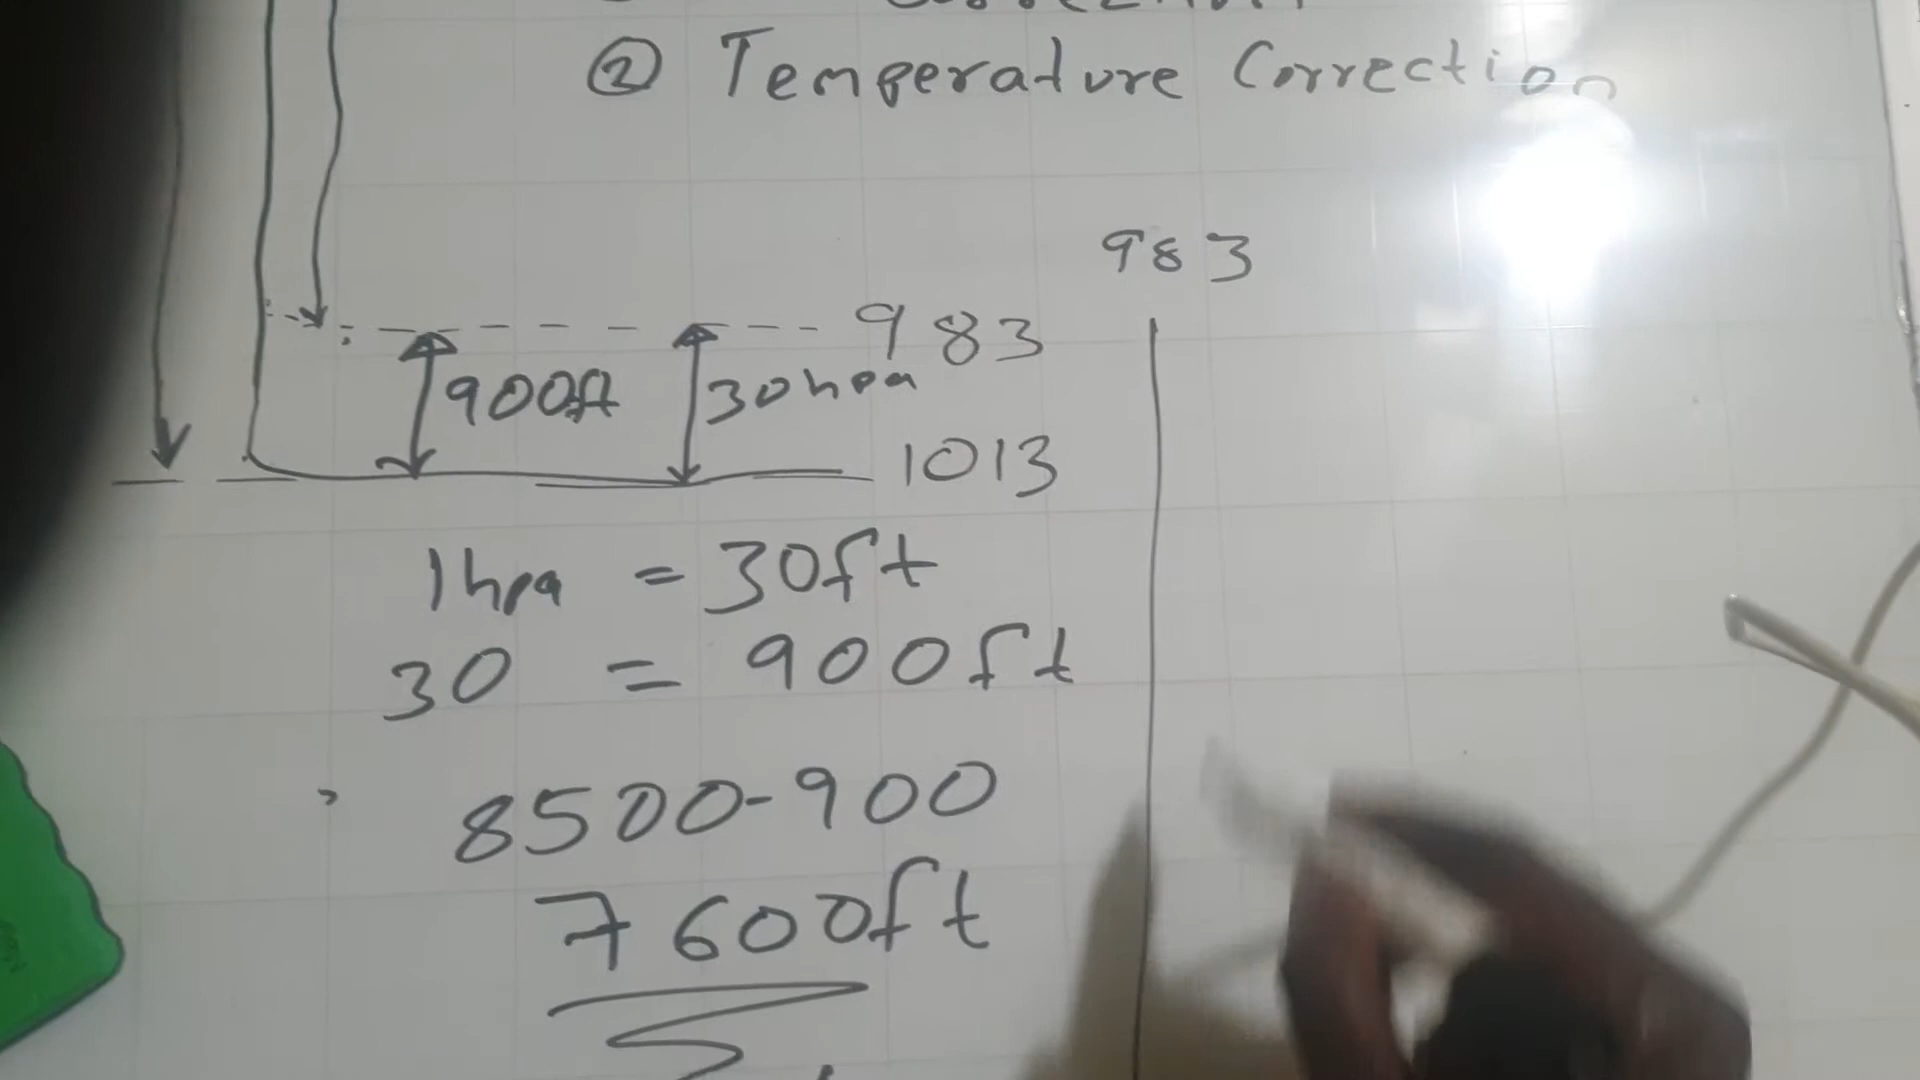 ② Temperature Correction
983
983
900ft 30hpa
1013
1hpa = 30ft
30 = 900ft
8500-900
7600ft